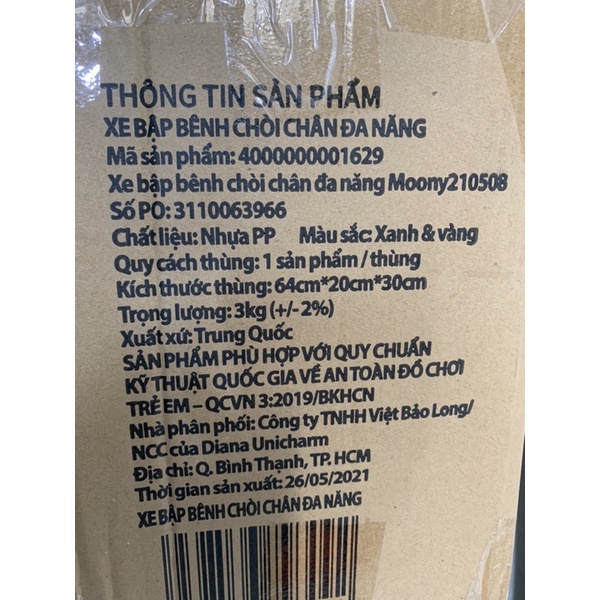 THÔNG TIN SẢN PHẨM
XE BẬP BÊNH CHÒI CHÂN ĐA NĂNG
Mã sản phẩm: 4000000001629
Xe bập bênh chòi chân đa năng Moony210508
Số PO: 3110063966
Chất liệu: Nhựa PP Màu sắc: Xanh & vàng
Quy cách thùng: 1 sản phẩm / thùng
Kích thước thùng: 64cm*20cm*30cm
Trọng lượng: 3kg (+/- 2%)
Xuất xứ: Trung Quốc
SẢN PHẨM PHÙ HỢP VỚI QUY CHUẨN
KỸ THUẬT QUỐC GIA VỀ AN TOÀN ĐỒ CHƠI
TRẺ EM – QCVN 3:2019/BKHCN
Nhà phân phối: Công ty TNHH Việt Bảo Long/
NCC của Diana Unicharm
Địa chỉ: Q. Bình Thạnh, TP. HCM
Thời gian sản xuất: 26/05/2021
XE BẬP BÊNH CHÒI CHÂN ĐA NĂNG